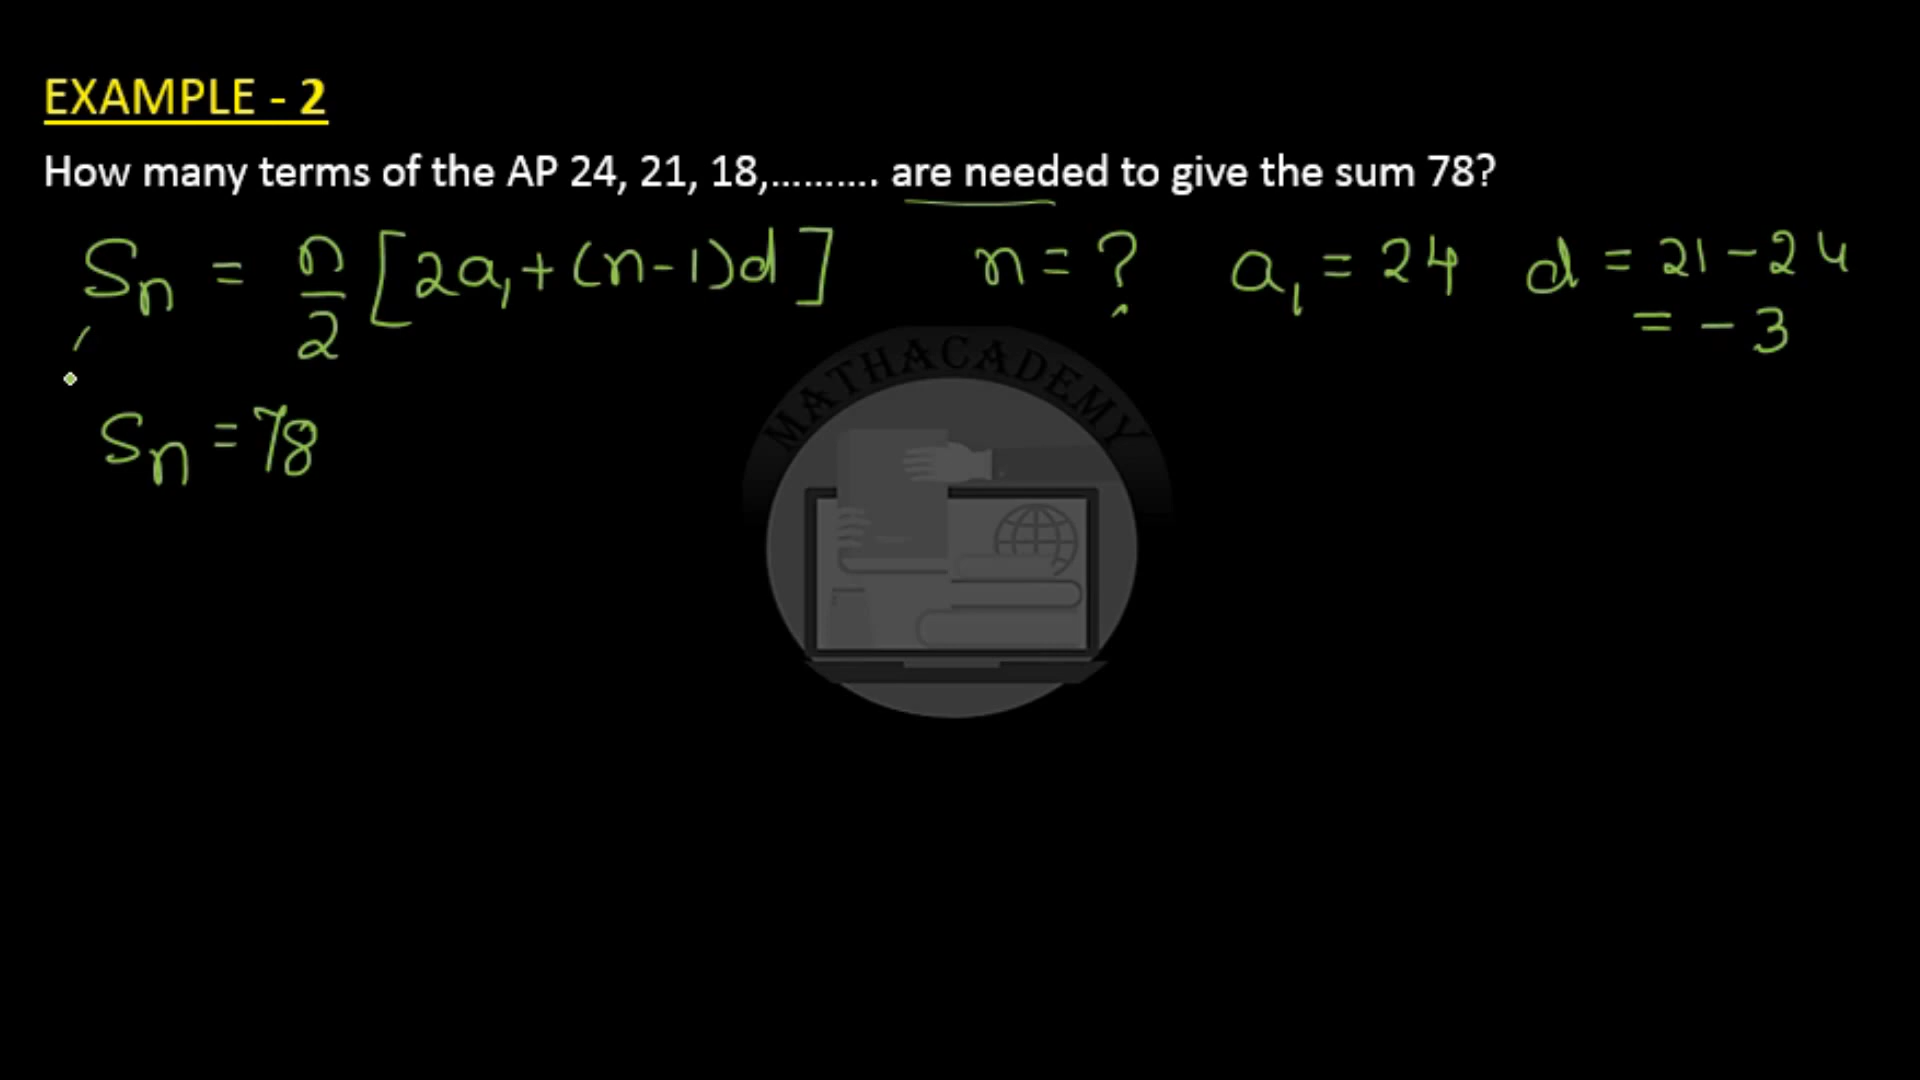 EXAMPLE - 2
How many terms of the AP 24, 21, 18,.......... are needed to give the sum 78?
Sn = n/2 [2a₁+(n-1)d] n = ? a₁ = 24 d = 21-24
= -3
Sn = 78
MATHACADEMY